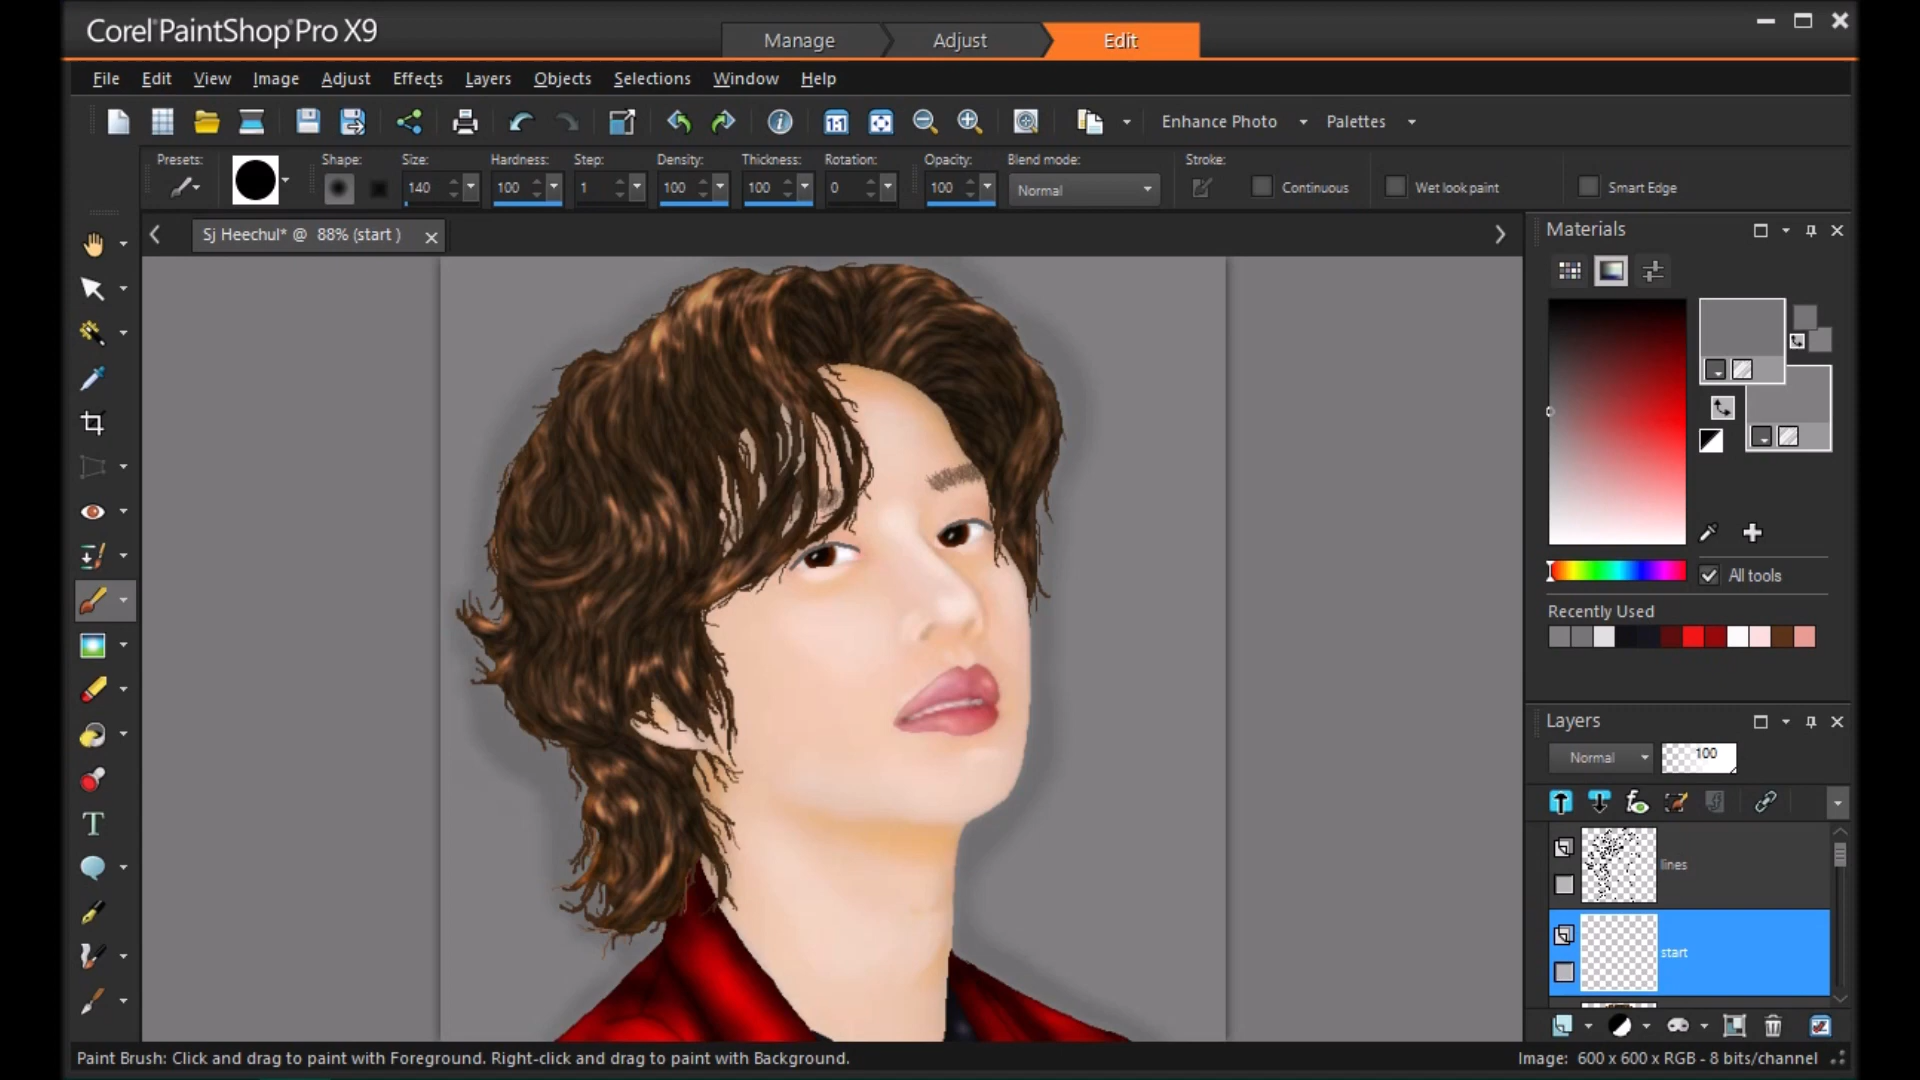 Corel PaintShop Pro X9
Manage
Adjust
Edit
File Edit View Image Adjust Effects Layers Objects Selections Window Help
1:1
Enhance Photo
Palettes
Presets:
Shape:
Size:
Hardness:
Step:
Density:
Thickness:
Rotation:
Opacity:
Blend mode:
Stroke:
140
100
1
100
100
0
100
Normal
Continuous
Wet look paint
Smart Edge
Sj Heechul* @ 88% (start )
Materials
All tools
Recently Used
Layers
Normal
100
lines
start
T
Paint Brush: Click and drag to paint with Foreground. Right-click and drag to paint with Background.
Image: 600 x 600 x RGB - 8 bits/channel